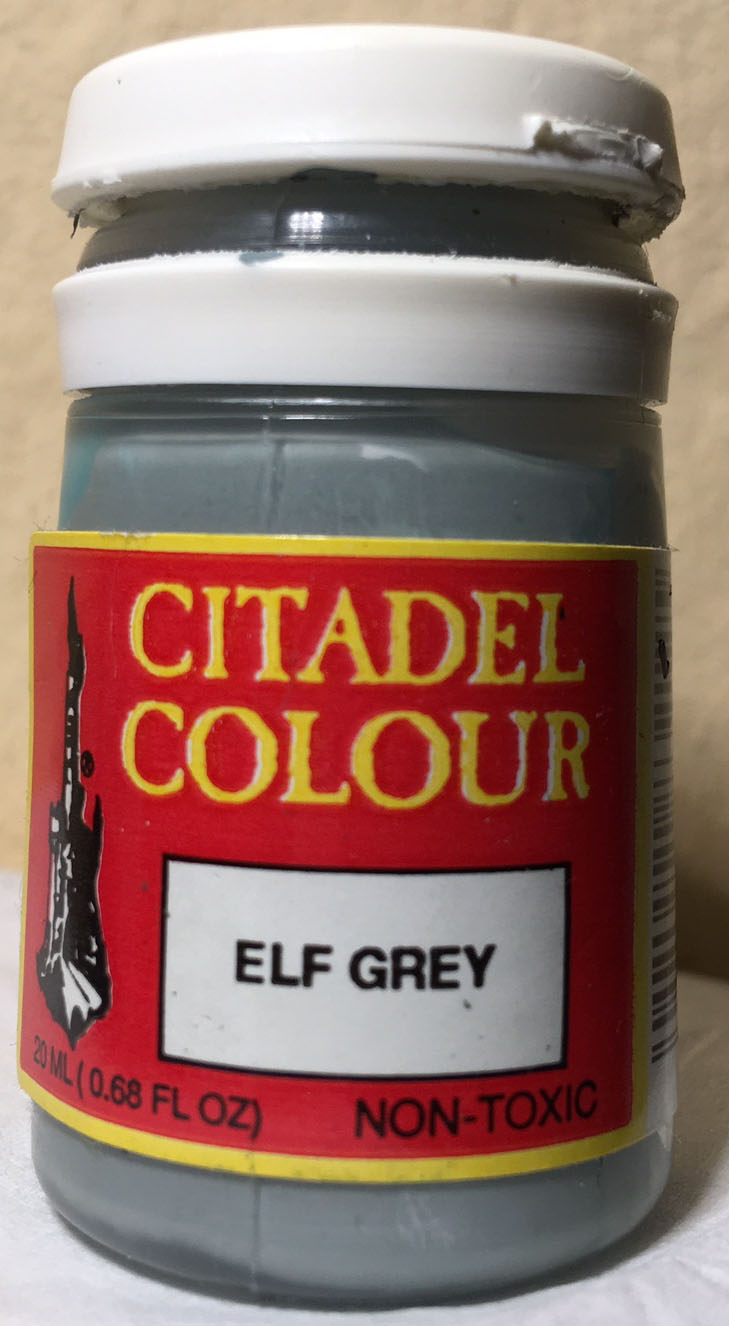 CITADEL
COLOUR
ELF GREY
20 ML ( 0.68 FL OZ)
NON-TOXIC